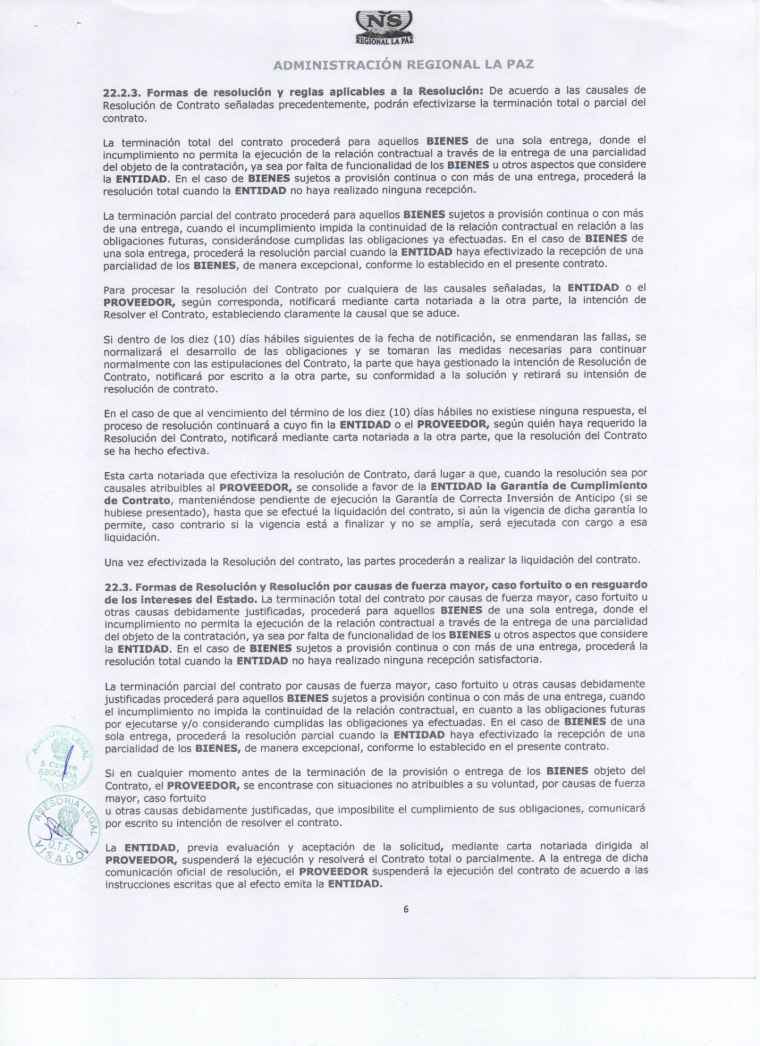 NS
REGIONAL LA PAZ
ADMINISTRACIÓN REGIONAL LA PAZ
22.2.3. Formas de resolución y reglas aplicables a la Resolución: De acuerdo a las causales de
Resolución de Contrato señaladas precedentemente, podrán efectivizarse la terminación total o parcial del
contrato.
La terminación total del contrato procederá para aquellos BIENES de una sola entrega, donde el
incumplimiento no permita la ejecución de la relación contractual a través de la entrega de una parcialidad
del objeto de la contratación, ya sea por falta de funcionalidad de los BIENES u otros aspectos que considere
la ENTIDAD. En el caso de BIENES sujetos a provisión continua o con más de una entrega, procederá la
resolución total cuando la ENTIDAD no haya realizado ninguna recepción.
La terminación parcial del contrato procederá para aquellos BIENES sujetos a provisión continua o con más
de una entrega, cuando el incumplimiento impida la continuidad de la relación contractual en relación a las
obligaciones futuras, considerándose cumplidas las obligaciones ya efectuadas. En el caso de BIENES de
una sola entrega, procederá la resolución parcial cuando la ENTIDAD haya efectivizado la recepción de una
parcialidad de los BIENES, de manera excepcional, conforme lo establecido en el presente contrato.
Para procesar la resolución del Contrato por cualquiera de las causales señaladas, la ENTIDAD o el
PROVEEDOR, según corresponda, notificará mediante carta notariada a la otra parte, la intención de
Resolver el Contrato, estableciendo claramente la causal que se aduce.
Si dentro de los diez (10) días hábiles siguientes de la fecha de notificación, se enmendaran las fallas, se
normalizará el desarrollo de las obligaciones y se tomaran las medidas necesarias para continuar
normalmente con las estipulaciones del Contrato, la parte que haya gestionado la intención de Resolución de
Contrato, notificará por escrito a la otra parte, su conformidad a la solución y retirará su intensión de
resolución de contrato.
En el caso de que al vencimiento del término de los diez (10) días hábiles no existiese ninguna respuesta, el
proceso de resolución continuará a cuyo fin la ENTIDAD o el PROVEEDOR, según quién haya requerido la
Resolución del Contrato, notificará mediante carta notariada a la otra parte, que la resolución del Contrato
se ha hecho efectiva.
Esta carta notariada que efectiviza la resolución de Contrato, dará lugar a que, cuando la resolución sea por
causales atribuibles al PROVEEDOR, se consolide a favor de la ENTIDAD la Garantía de Cumplimiento
de Contrato, manteniéndose pendiente de ejecución la Garantía de Correcta Inversión de Anticipo (si se
hubiese presentado), hasta que se efectué la liquidación del contrato, si aún la vigencia de dicha garantía lo
permite, caso contrario si la vigencia está a finalizar y no se amplía, será ejecutada con cargo a esa
liquidación.
Una vez efectivizada la Resolución del contrato, las partes procederán a realizar la liquidación del contrato.
22.3. Formas de Resolución y Resolución por causas de fuerza mayor, caso fortuito o en resguardo
de los intereses del Estado. La terminación total del contrato por causas de fuerza mayor, caso fortuito u
otras causas debidamente justificadas, procederá para aquellos BIENES de una sola entrega, donde el
incumplimiento no permita la ejecución de la relación contractual a través de la entrega de una parcialidad
del objeto de la contratación, ya sea por falta de funcionalidad de los BIENES u otros aspectos que considere
la ENTIDAD. En el caso de BIENES sujetos a provisión continua o con más de una entrega, procederá la
resolución total cuando la ENTIDAD no haya realizado ninguna recepción satisfactoria.
La terminación parcial del contrato por causas de fuerza mayor, caso fortuito u otras causas debidamente
justificadas procederá para aquellos BIENES sujetos a provisión continua o con más de una entrega, cuando
el incumplimiento no impida la continuidad de la relación contractual, en cuanto a las obligaciones futuras
por ejecutarse y/o considerando cumplidas las obligaciones ya efectuadas. En el caso de BIENES de una
sola entrega, procederá la resolución parcial cuando la ENTIDAD haya efectivizado la recepción de una
parcialidad de los BIENES, de manera excepcional, conforme lo establecido en el presente contrato.
Si en cualquier momento antes de la terminación de la provisión o entrega de los BIENES objeto del
Contrato, el PROVEEDOR, se encontrase con situaciones no atribuibles a su voluntad, por causas de fuerza
mayor, caso fortuito
u otras causas debidamente justificadas, que imposibilite el cumplimiento de sus obligaciones, comunicará
por escrito su intención de resolver el contrato.
La ENTIDAD, previa evaluación y aceptación de la solicitud, mediante carta notariada dirigida al
PROVEEDOR, suspenderá la ejecución y resolverá el Contrato total o parcialmente. A la entrega de dicha
comunicación oficial de resolución, el PROVEEDOR suspenderá la ejecución del contrato de acuerdo a las
instrucciones escritas que al efecto emita la ENTIDAD.
ASESORIA LEGAL
ASESORIA LEGAL
U.T.F.
VISADO
6